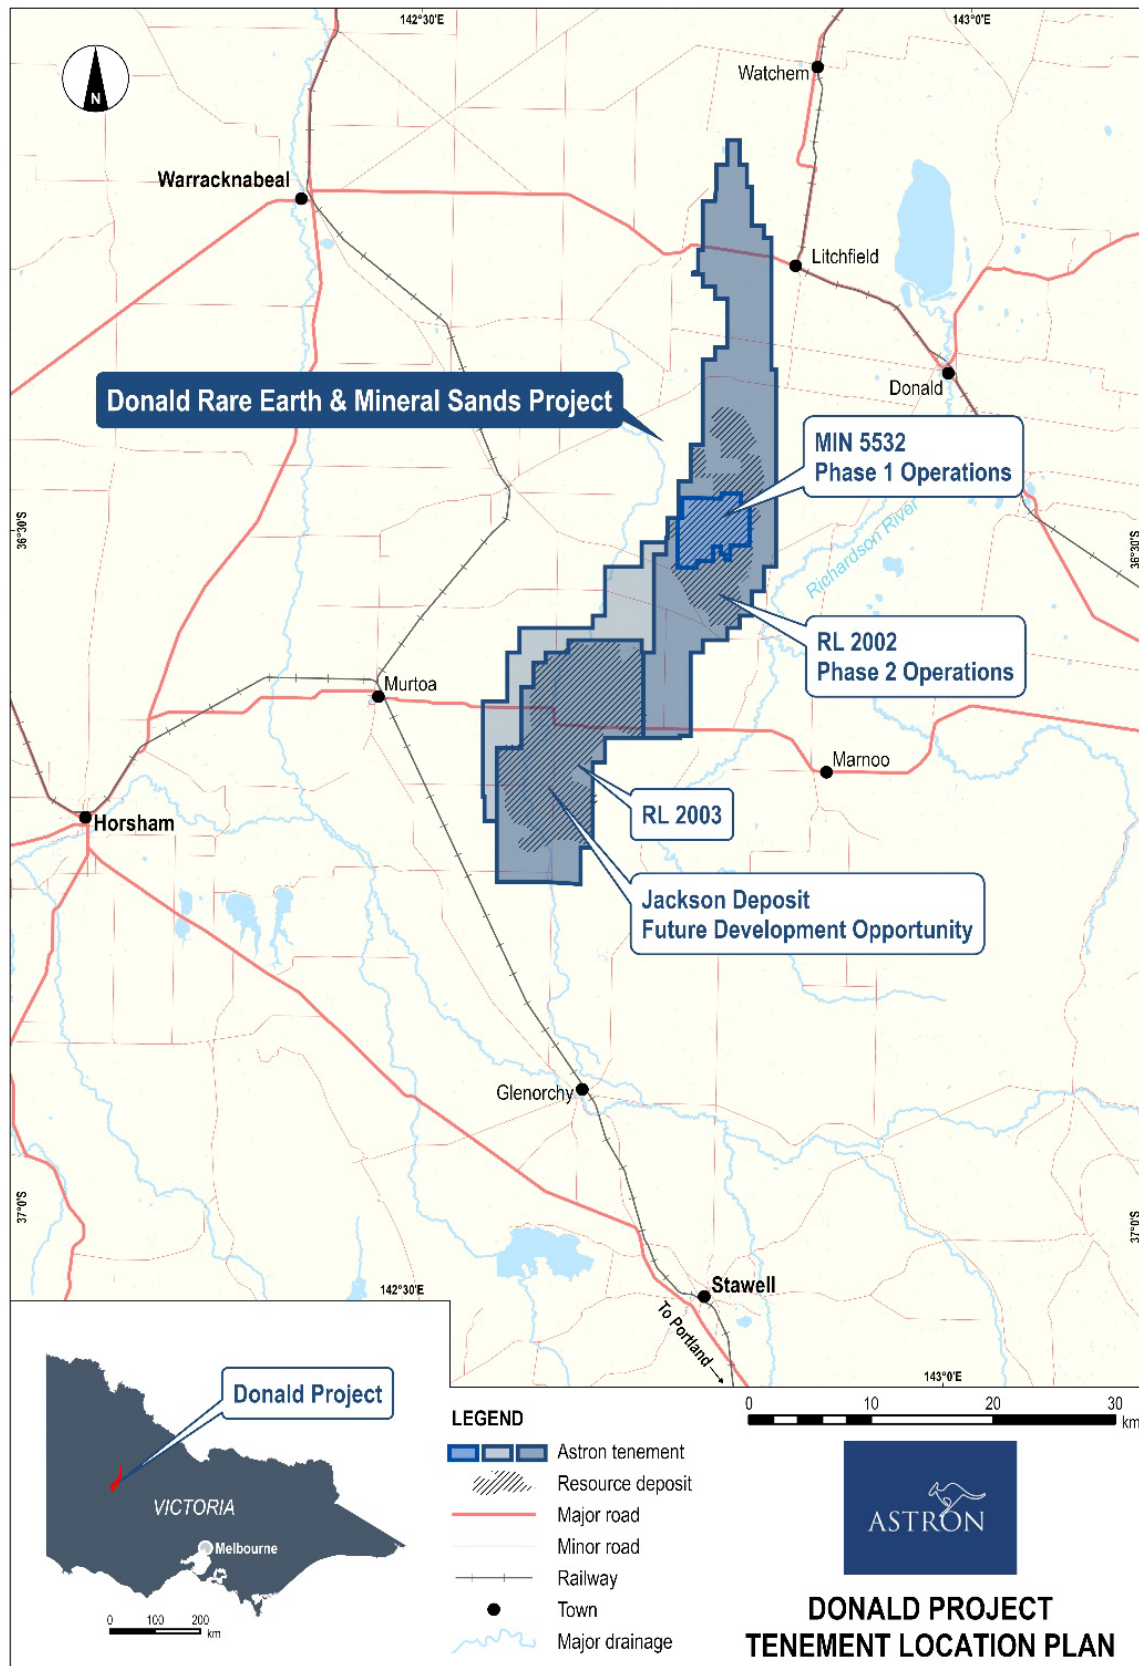 142°30'E
143°0'E
N
Watchem
Warracknabeal
Litchfield
Donald
Donald Rare Earth & Mineral Sands Project
MIN 5532
Phase 1 Operations
36°30'S
36°30'S
Richardson River
RL 2002
Phase 2 Operations
Murtoa
Marnoo
RL 2003
Horsham
Jackson Deposit
Future Development Opportunity
Glenorchy
37°0'S
37°0'S
142°30'E
Stawell
To Portland
143°0'E
Donald Project
VICTORIA
Melbourne
0 100 200
km
LEGEND
Astron tenement
Resource deposit
Major road
Minor road
Railway
Town
Major drainage
0 10 20 30
km
ASTRON
DONALD PROJECT
TENEMENT LOCATION PLAN